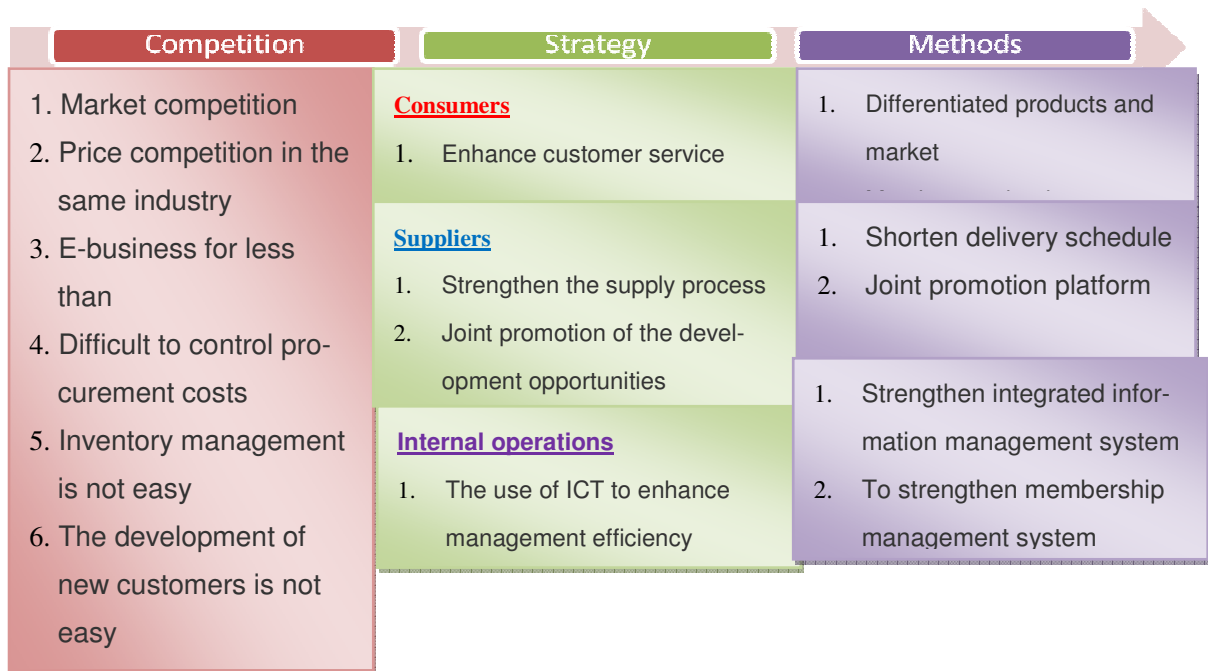 Competition
Strategy
Methods
1. Market competition
2. Price competition in the
same industry
3. E-business for less
than
4. Difficult to control pro-
curement costs
5. Inventory management
is not easy
6. The development of
new customers is not
easy
Consumers
1. Enhance customer service
Suppliers
1. Strengthen the supply process
2. Joint promotion of the devel-
opment opportunities
Internal operations
1. The use of ICT to enhance
management efficiency
1. Differentiated products and
market
1. Shorten delivery schedule
2. Joint promotion platform
1. Strengthen integrated infor-
mation management system
2. To strengthen membership
management system